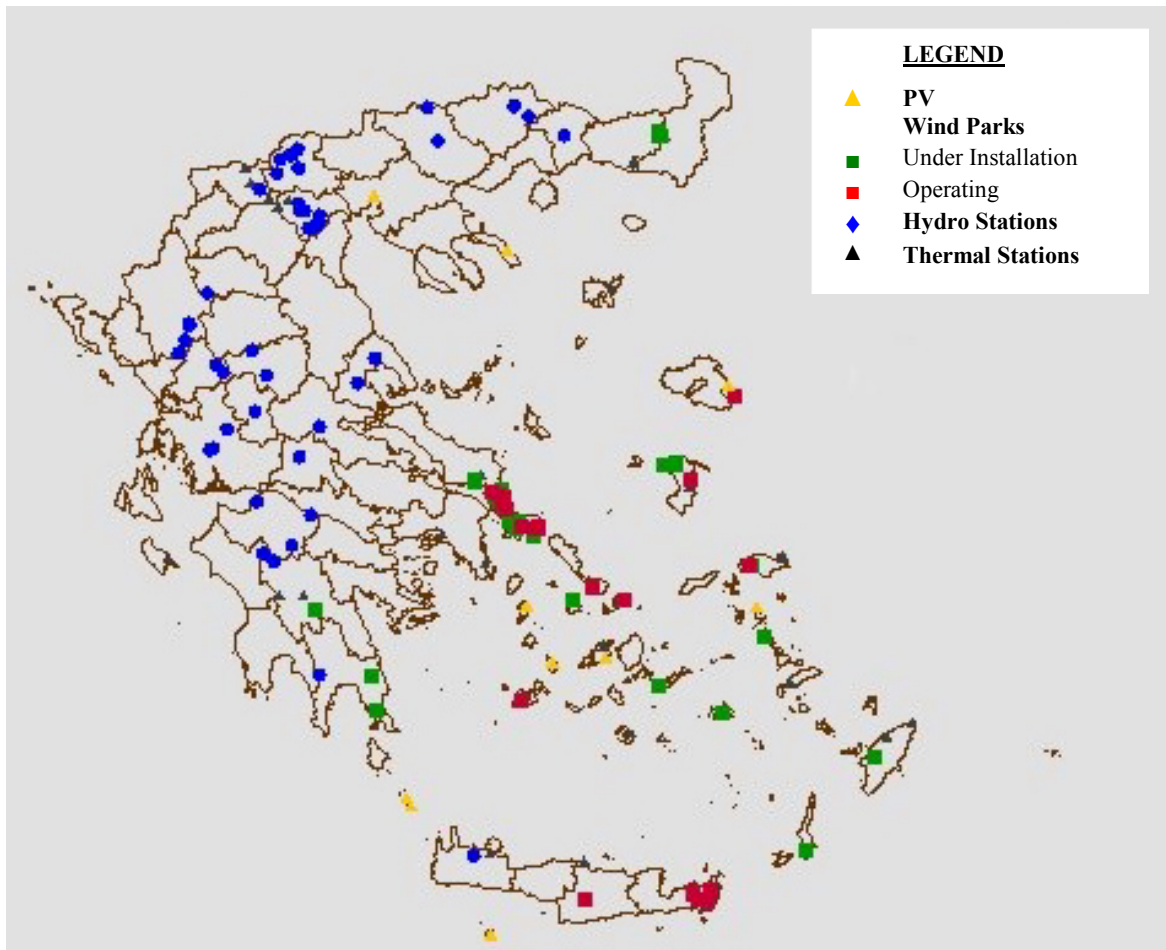 LEGEND
PV
Wind Parks
Under Installation
Operating
Hydro Stations
Thermal Stations